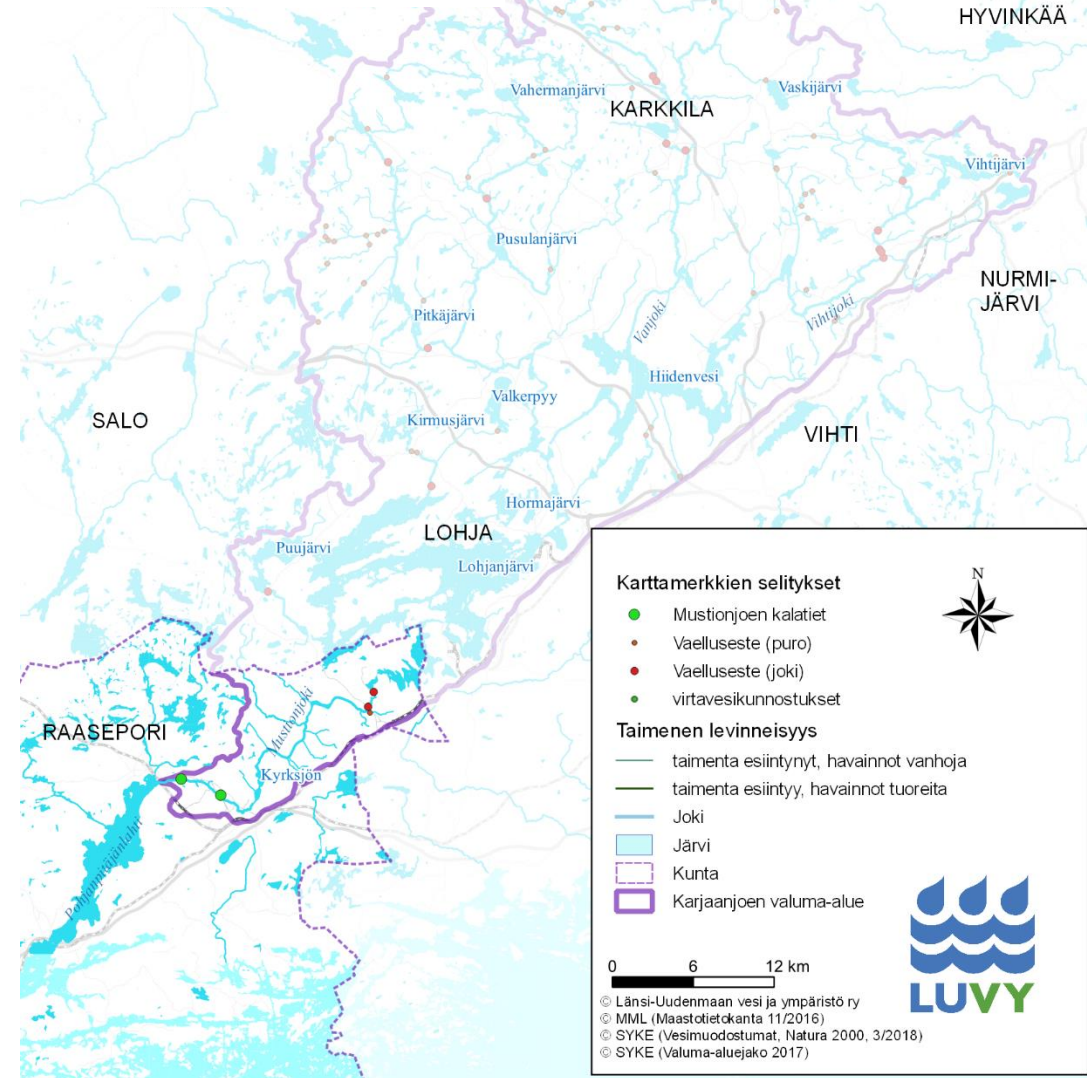 HYVINKÄÄ
Vahermanjärvi
Vaskijärvi
KARKKILA
Vihtijärvi
Pusulanjärvi
NURMI-
JÄRVI
Pitkäjärvi
Vanjoki
Vihtijoki
Hiidenvesi
Valkerpyy
SALO
Kirmusjärvi
VIHTI
Hormajärvi
LOHJA
Puujärvi
Lohjanjärvi
Mustionjoki
RAASEPORI
Kyrksjön
Pohjanpitäjänlahti
Karttamerkkien selitykset
N
Mustionjoen kalatiet
Vaelluseste (puro)
Vaelluseste (joki)
virtavesikunnostukset
Taimenen levinneisyys
taimenta esiintynyt, havainnot vanhoja
taimenta esiintyy, havainnot tuoreita
Joki
Järvi
Kunta
Karjaanjoen valuma-alue
0 6 12 km
© Länsi-Uudenmaan vesi ja ympäristö ry
© MML (Maastotietokanta 11/2016)
© SYKE (Vesimuodostumat, Natura 2000, 3/2018)
© SYKE (Valuma-aluejako 2017)
LUVY